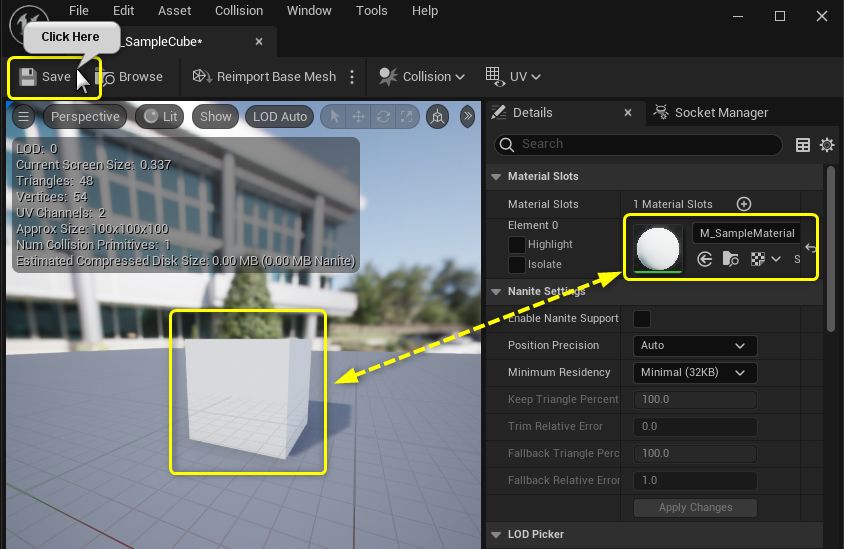 File Edit Asset Collision Window Tools Help
Click Here
_SampleCube*
Save Browse Reimport Base Mesh Collision UV
Perspective Lit Show LOD Auto
LOD: 0
Current Screen Size: 0.337
Triangles: 48
Vertices: 54
UV Channels: 2
Approx Size: 100x100x100
Num Collision Primitives: 1
Estimated Compressed Disk Size: 0.00 MB (0.00 MB Nanite)
Details Socket Manager
Search
Material Slots
Material Slots 1 Material Slots
Element 0
Highlight
Isolate
M_SampleMaterial
S
Nanite Settings
Enable Nanite Support
Position Precision Auto
Minimum Residency Minimal (32KB)
Keep Triangle Percent 100.0
Trim Relative Error 0.0
Fallback Triangle Perc 100.0
Fallback Relative Error 1.0
Apply Changes
LOD Picker